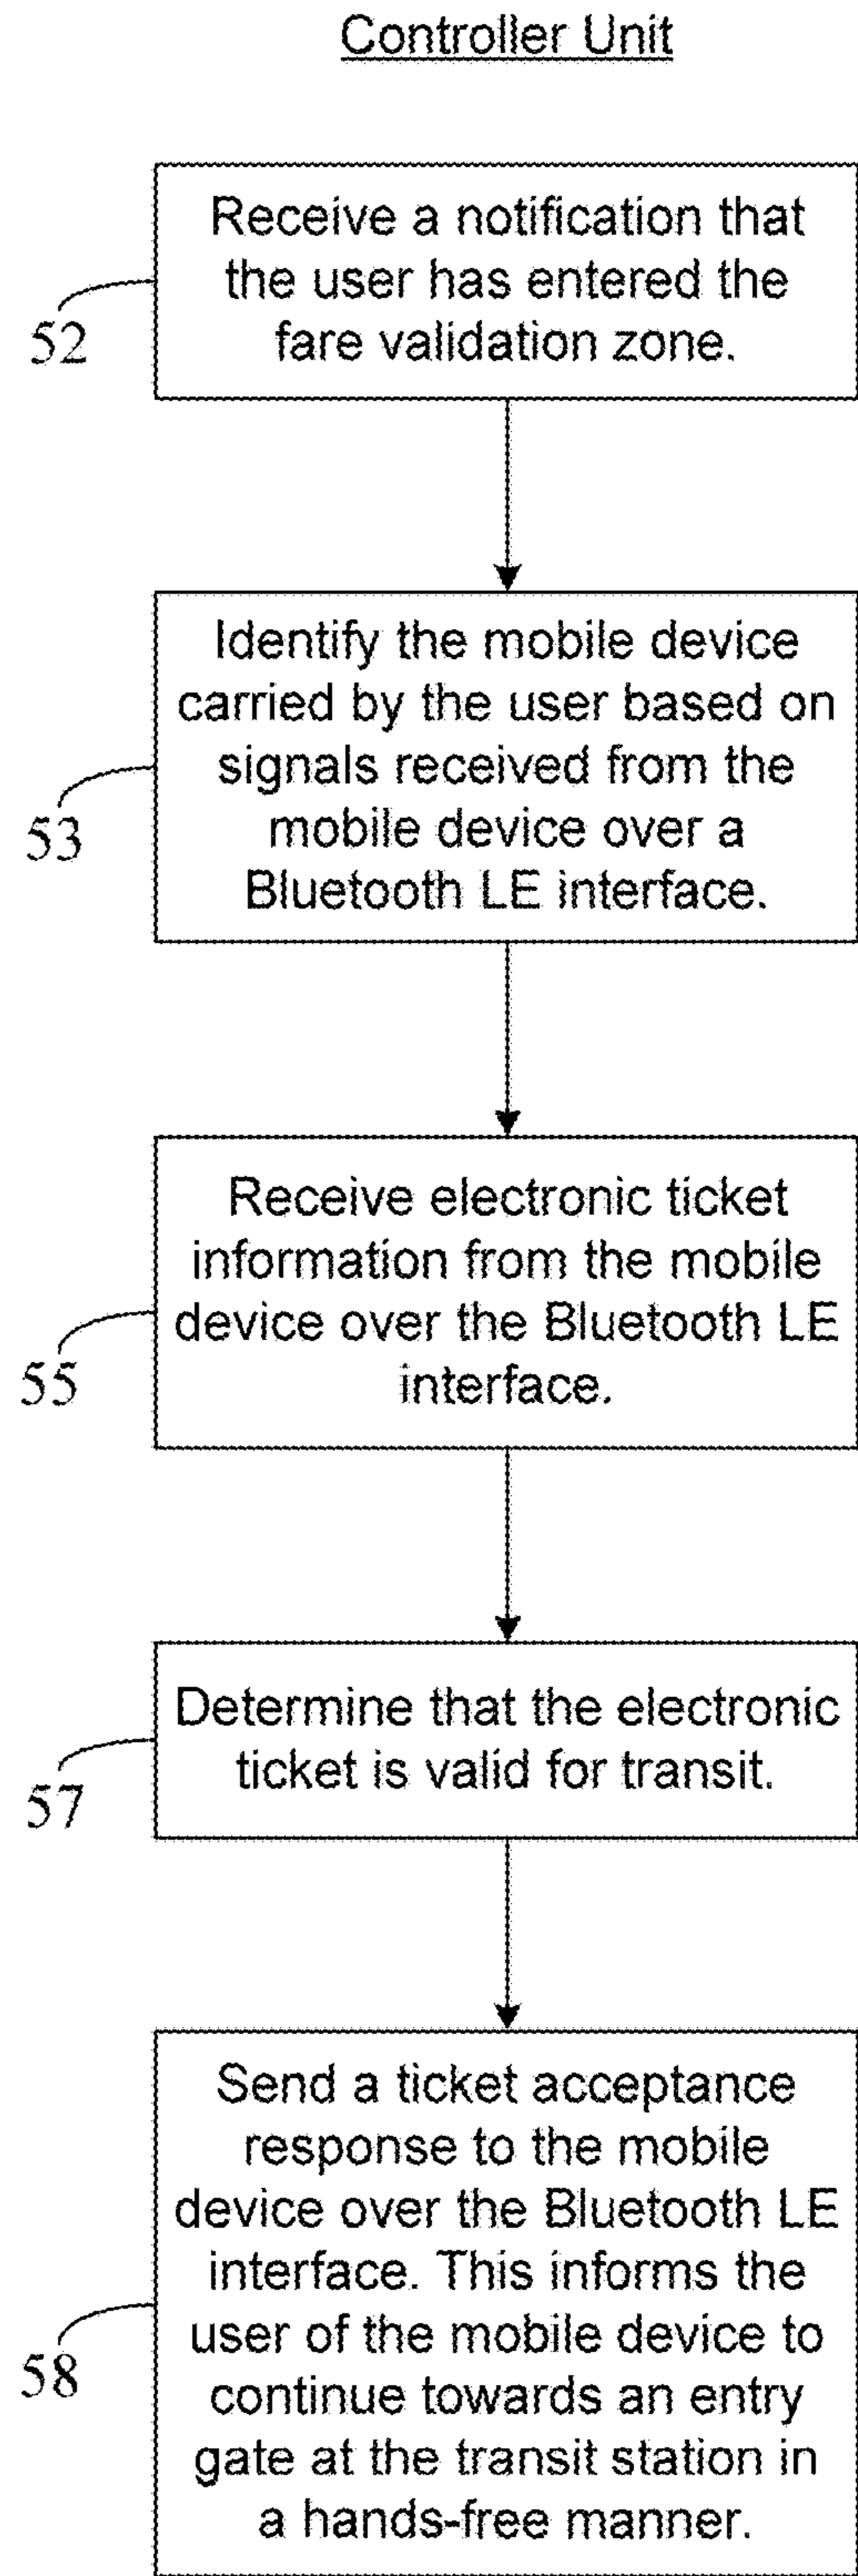 Controller Unit
Receive a notification that
the user has entered the
fare validation zone.
52
Identify the mobile device
carried by the user based on
signals received from the
mobile device over a
Bluetooth LE interface.
53
Receive electronic ticket
information from the mobile
device over the Bluetooth LE
interface.
55
Determine that the electronic
ticket is valid for transit.
57
Send a ticket acceptance
response to the mobile
device over the Bluetooth LE
interface. This informs the
user of the mobile device to
continue towards an entry
gate at the transit station in
a hands-free manner.
58